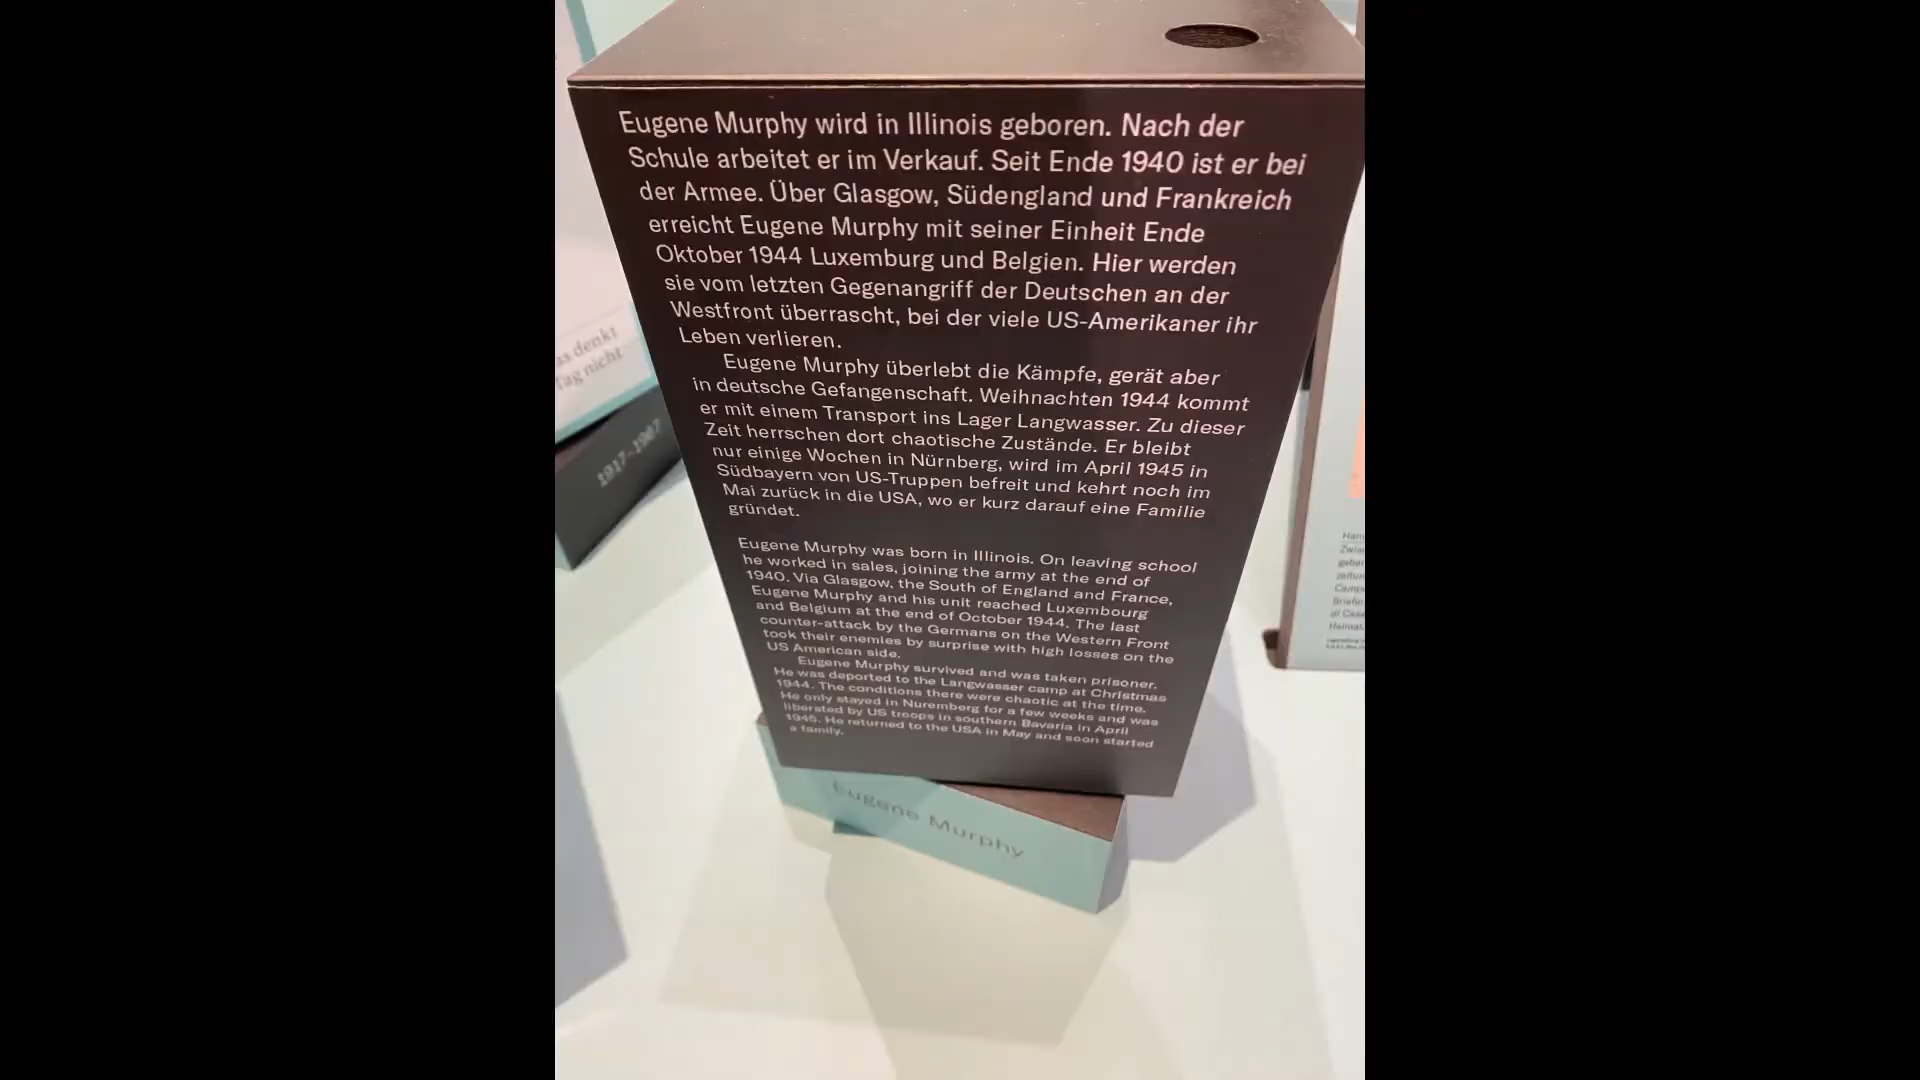 Eugene Murphy wird in Illinois geboren. Nach der
Schule arbeitet er im Verkauf. Seit Ende 1940 ist er bei
der Armee. Über Glasgow, Südengland und Frankreich
erreicht Eugene Murphy mit seiner Einheit Ende
Oktober 1944 Luxemburg und Belgien. Hier werden
sie vom letzten Gegenangriff der Deutschen an der
Westfront überrascht, bei der viele US-Amerikaner ihr
Leben verlieren.
Eugene Murphy überlebt die Kämpfe, gerät aber
in deutsche Gefangenschaft. Weihnachten 1944 kommt
er mit einem Transport ins Lager Langwasser. Zu dieser
Zeit herrschen dort chaotische Zustände. Er bleibt
nur einige Wochen in Nürnberg, wird im April 1945 in
Südbayern von US-Truppen befreit und kehrt noch im
Mai zurück in die USA, wo er kurz darauf eine Familie
gründet.
Eugene Murphy was born in Illinois. On leaving school
he worked in sales, joining the army at the end of
1940. Via Glasgow, the South of England and France,
Eugene Murphy and his unit reached Luxembourg
and Belgium at the end of October 1944. The last
counter-attack by the Germans on the Western Front
took their enemies by surprise with high losses on the
US American side.
Eugene Murphy survived and was taken prisoner.
He was deported to the Langwasser camp at Christmas
1944. The conditions there were chaotic at the time.
He only stayed in Nuremberg for a few weeks and was
liberated by US troops in southern Bavaria in April
1945. He returned to the USA in May and soon started
a family.
Eugene Murphy
denkt
Tag nicht
1917–1967